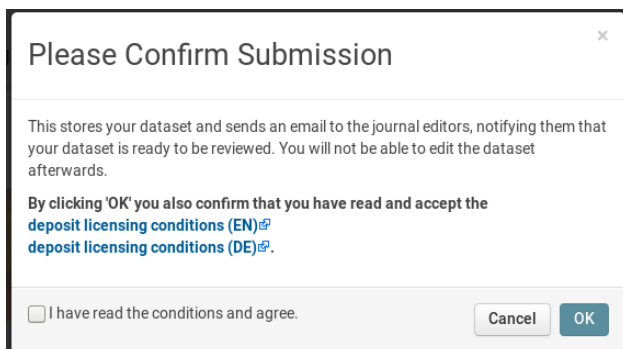 Please Confirm Submission
×
This stores your dataset and sends an email to the journal editors, notifying them that
your dataset is ready to be reviewed. You will not be able to edit the dataset
afterwards.
By clicking 'OK' you also confirm that you have read and accept the
deposit licensing conditions (EN)
deposit licensing conditions (DE).
I have read the conditions and agree.
Cancel
OK